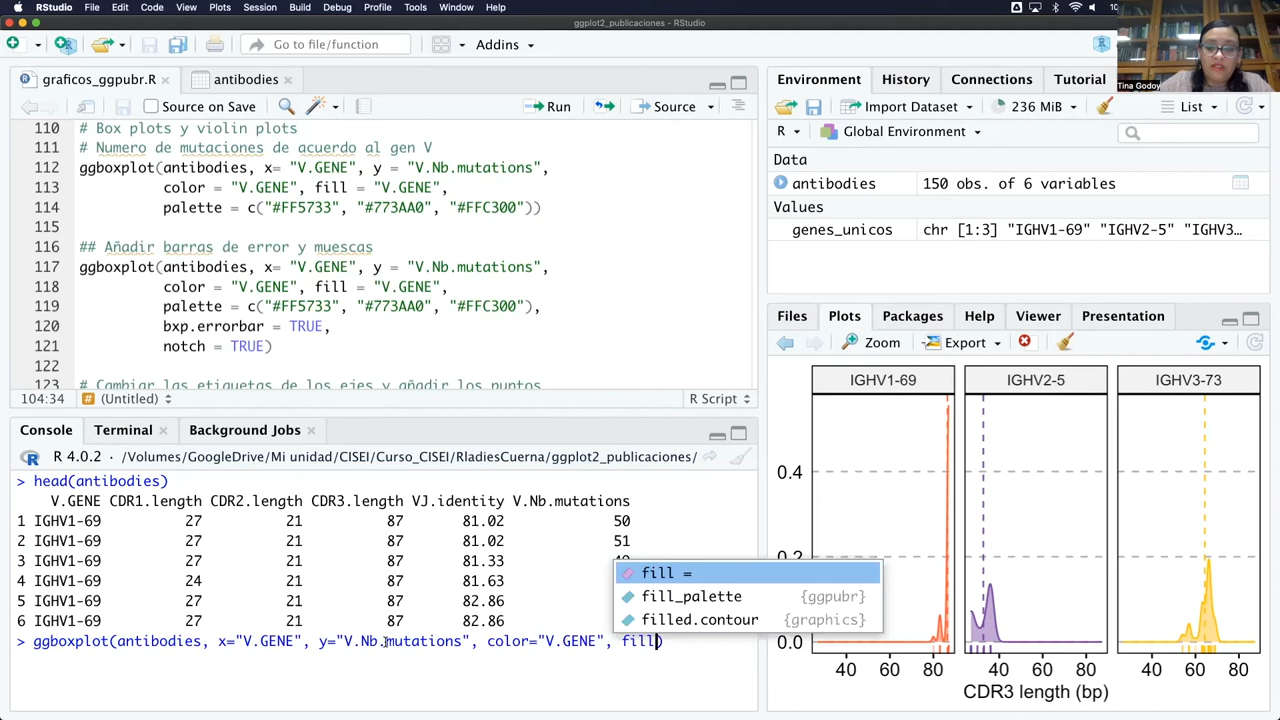 RStudio File Edit Code View Plots Session Build Debug Profile Tools Window Help
ggplot2_publicaciones - RStudio
Go to file/function
Addins
graficos_ggpubr.R
antibodies
Source on Save
Run
Source
110 # Box plots y violin plots
111 # Numero de mutaciones de acuerdo al gen V
112 ggboxplot(antibodies, x= "V.GENE", y = "V.Nb.mutations",
113 color = "V.GENE", fill = "V.GENE",
114 palette = c("#FF5733", "#773AA0", "#FFC300"))
115
116 ## Añadir barras de error y muescas
117 ggboxplot(antibodies, x= "V.GENE", y = "V.Nb.mutations",
118 color = "V.GENE", fill = "V.GENE",
119 palette = c("#FF5733", "#773AA0", "#FFC300"),
120 bxp.errorbar = TRUE,
121 notch = TRUE)
122
123 # Cambiar las etiquetas de los ejes y añadir los puntos
104:34 (Untitled) R Script
Console Terminal Background Jobs
R 4.0.2 · /Volumes/GoogleDrive/Mi unidad/CISEI/Curso_CISEI/RladiesCuerna/ggplot2_publicaciones/
> head(antibodies)
V.GENE CDR1.length CDR2.length CDR3.length VJ.identity V.Nb.mutations
1 IGHV1-69 27 21 87 81.02 50
2 IGHV1-69 27 21 87 81.02 51
3 IGHV1-69 27 21 87 81.33
4 IGHV1-69 24 21 87 81.63
5 IGHV1-69 27 21 87 82.86
6 IGHV1-69 27 21 87 82.86
> ggboxplot(antibodies, x="V.GENE", y="V.Nb.mutations", color="V.GENE", fill)
fill =
fill_palette {ggpubr}
filled.contour {graphics}
Tina Godoy
Environment History Connections Tutorial
Import Dataset 236 MiB List
R Global Environment
Data
antibodies 150 obs. of 6 variables
Values
genes_unicos chr [1:3] "IGHV1-69" "IGHV2-5" "IGHV3…
Files Plots Packages Help Viewer Presentation
Zoom Export
IGHV1-69 IGHV2-5 IGHV3-73
0.4
0.2
0.0
40 60 80 40 60 80 40 60 80
CDR3 length (bp)